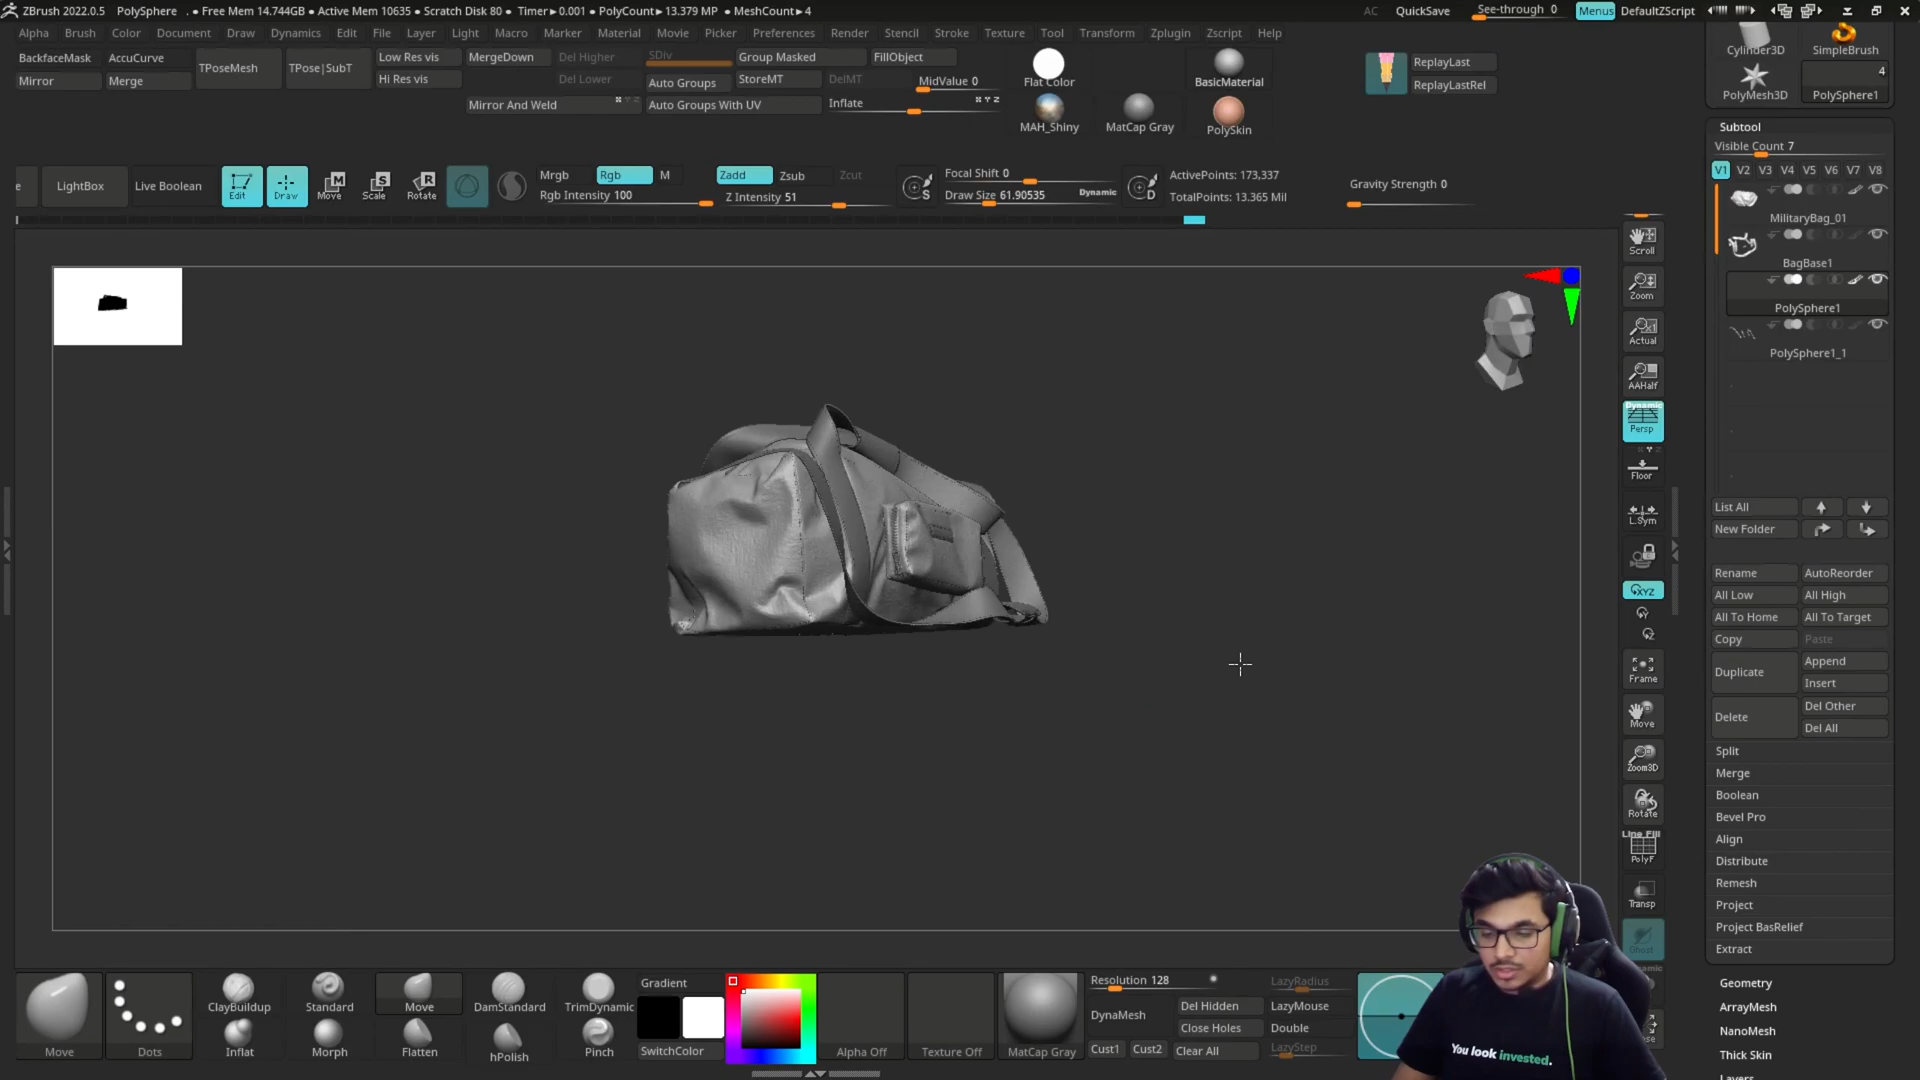 ZBrush 2022.0.5 PolySphere . • Free Mem 14.744GB • Active Mem 10635 • Scratch Disk 80 • Timer▸0.001 • PolyCount▸13.379 MP • MeshCount▸4
AC QuickSave See-through 0 Menus DefaultZScript
Alpha Brush Color Document Draw Dynamics Edit File Layer Light Macro Marker Material Movie Picker Preferences Render Stencil Stroke Texture Tool Transform Zplugin Zscript Help
BackfaceMask AccuCurve TPoseMesh TPose|SubT Low Res vis MergeDown Del Higher SDiv Group Masked FillObject
Mirror Merge Hi Res vis Del Lower Auto Groups StoreMT DelMT MidValue 0
Mirror And Weld Auto Groups With UV Inflate
Flat Color BasicMaterial ReplayLast
MAH_Shiny MatCap Gray PolySkin ReplayLastRel
e LightBox Live Boolean Edit Draw Move Scale Rotate
Mrgb Rgb M Zadd Zsub Zcut
Rgb Intensity 100 Z Intensity 51
S Focal Shift 0
Draw Size 61.90535 Dynamic D
ActivePoints: 173,337
TotalPoints: 13.365 Mil
Gravity Strength 0
Cylinder3D SimpleBrush
4
PolyMesh3D PolySphere1
Subtool
Visible Count 7
V1 V2 V3 V4 V5 V6 V7 V8
MilitaryBag_01
BagBase1
PolySphere1
PolySphere1_1
List All
New Folder
Rename AutoReorder
All Low All High
All To Home All To Target
Copy Paste
Duplicate Append
Insert
Delete Del Other
Del All
Split
Merge
Boolean
Bevel Pro
Align
Distribute
Remesh
Project
Project BasRelief
Extract
Geometry
ArrayMesh
NanoMesh
Thick Skin
Scroll
Zoom
Actual
AAHalf
Dynamic
Persp
Floor
L.Sym
XYZ
Frame
Move
Zoom3D
Rotate
Line Fill
PolyF
Transp
Ghost
Move Dots ClayBuildup Standard Move DamStandard TrimDynamic
Inflat Morph Flatten hPolish Pinch
Gradient
SwitchColor
Alpha Off Texture Off MatCap Gray
Resolution 128
DynaMesh Del Hidden
Close Holes
Cust1 Cust2 Clear All
LazyRadius
LazyMouse
Double
LazyStep
You look invested.